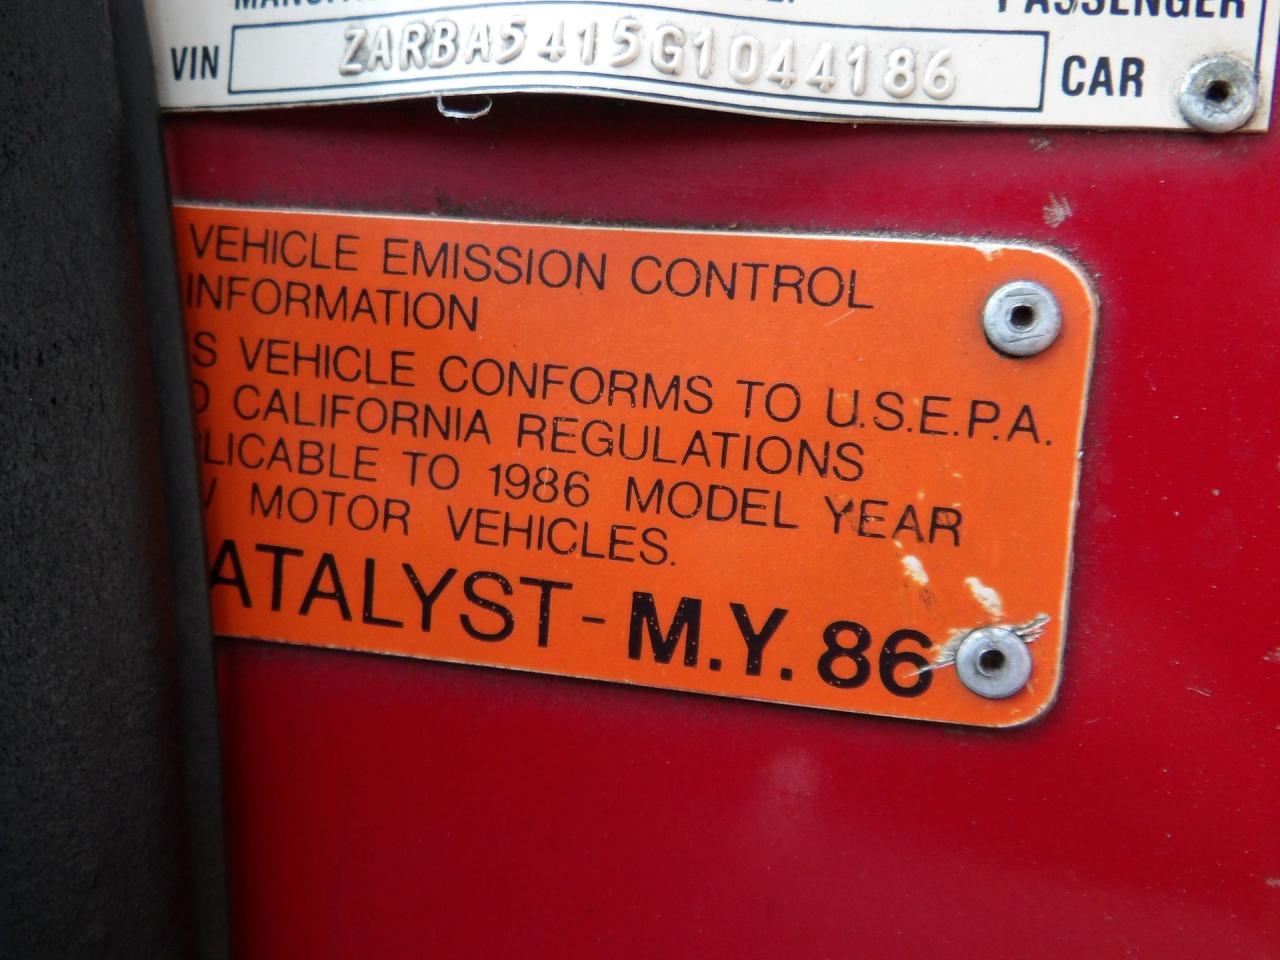 PASSENGER
VIN ZARBA5415G1044186 CAR
VEHICLE EMISSION CONTROL
INFORMATION
S VEHICLE CONFORMS TO U.S.E.P.A.
D CALIFORNIA REGULATIONS
LICABLE TO 1986 MODEL YEAR
MOTOR VEHICLES.
ATALYST - M.Y. 86